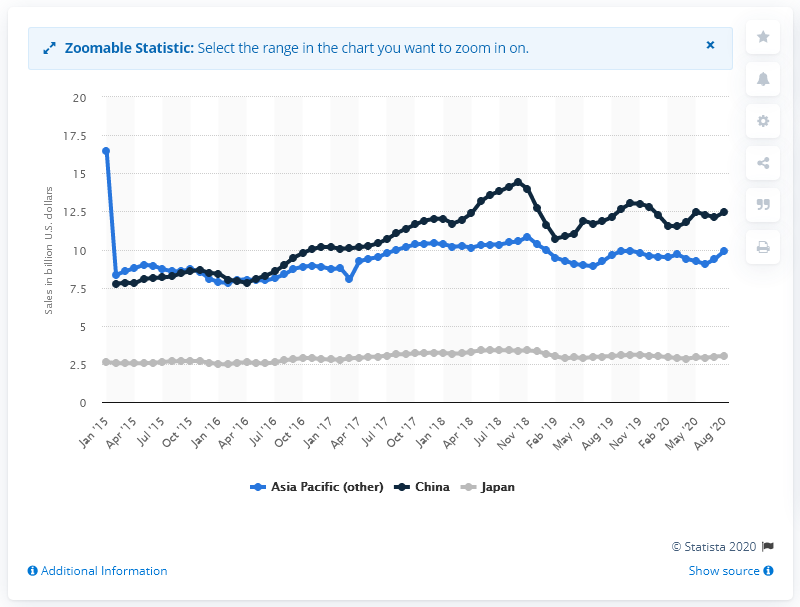 Zoomable Statistic: Select the range in the chart you want to zoom in on.
20
17.5
15
12.5
10
7.5
5
2.5
0
Sales in billion U.S. dollars
Jan '15
Apr '15
Jul '15
Oct '15
Jan '16
Apr '16
Jul '16
Oct '16
Jan '17
Apr '17
Jul '17
Oct '17
Jan '18
Apr '18
Jul '18
Nov '18
Feb '19
May '19
Aug '19
Nov '19
Feb '20
May '20
Aug '20
Asia Pacific (other) China Japan
© Statista 2020
Additional Information Show source